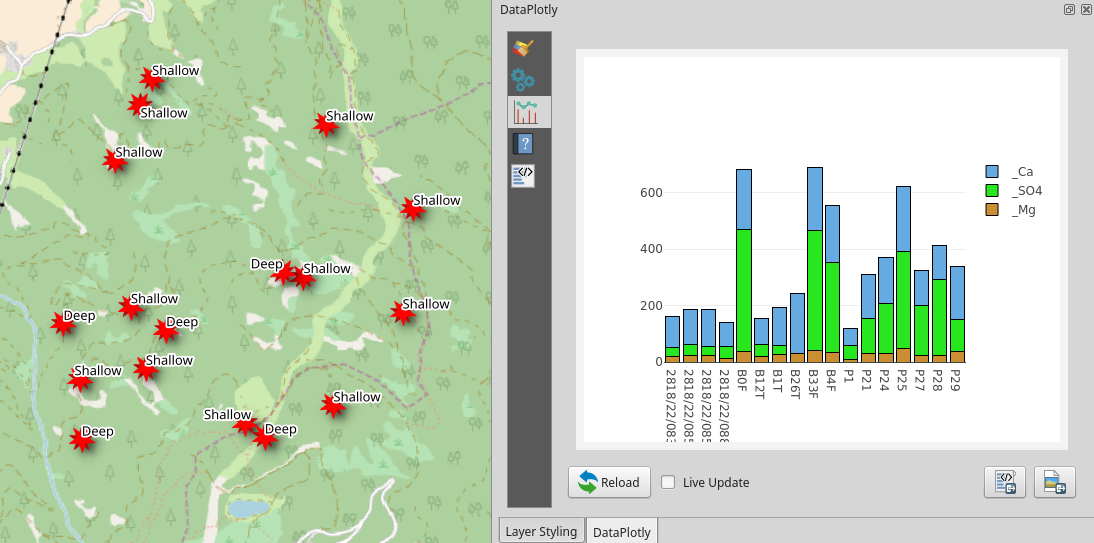 DataPlotly
Shallow
Shallow
Shallow
Shallow
Shallow
Deep
Shallow
Shallow
Shallow
Deep
Deep
Shallow
Shallow
Shallow
Shallow
Deep
Deep
_Ca
_SO4
_Mg
600
400
200
0
2818/22/08
2818/22/08
2818/22/08
2818/22/08
B0F
B12T
B1T
B26T
B33F
B4F
P1
P21
P24
P25
P27
P28
P29
Reload
Live Update
Layer Styling
DataPlotly